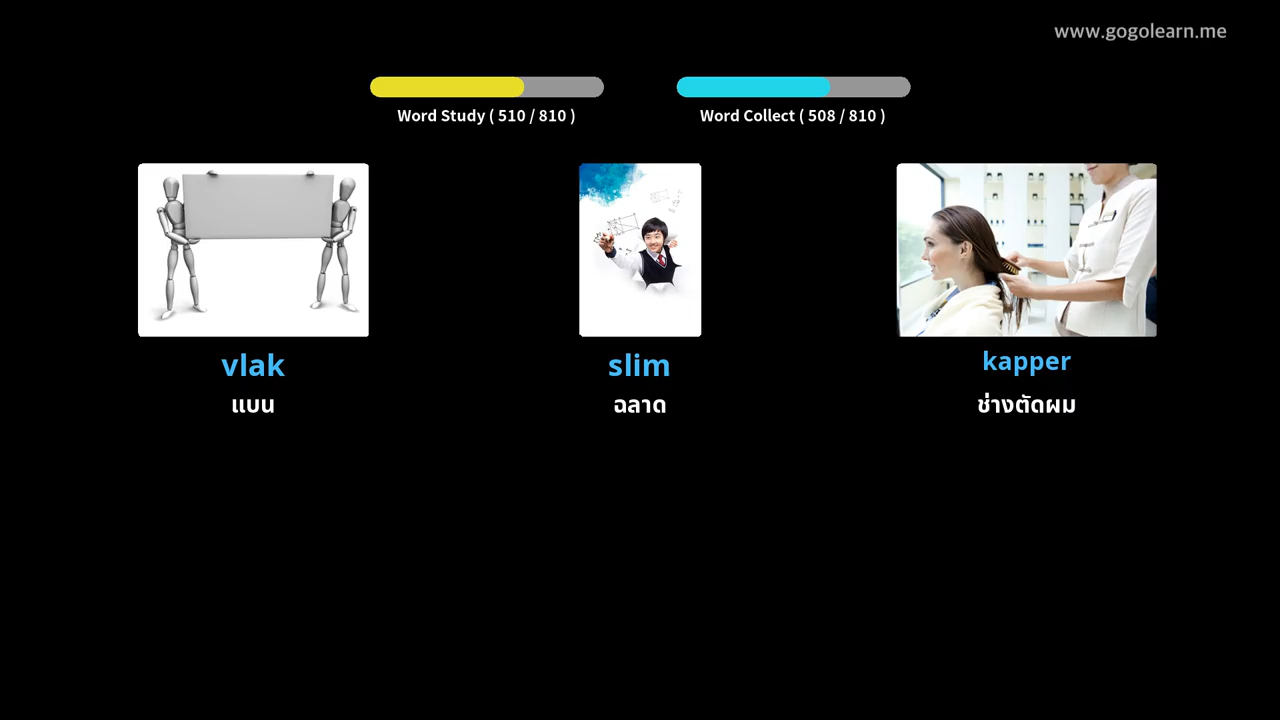 www.gogolearn.me
Word Study ( 510 / 810 )
Word Collect ( 508 / 810 )
vlak
slim
kapper
แบน
ฉลาด
ช่างตัดผม